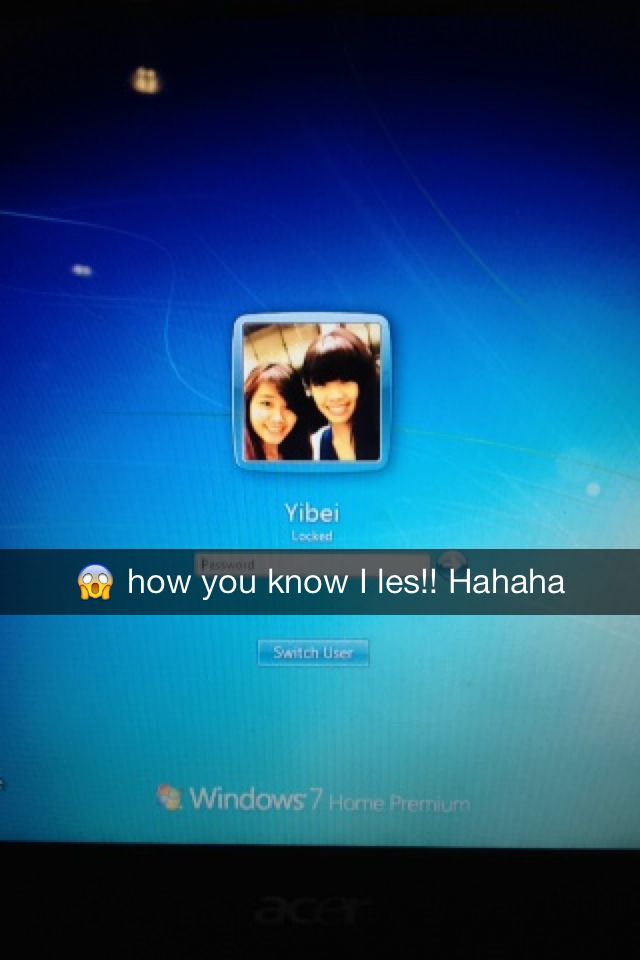 Yibei
Locked
Password
😱 how you know I les!! Hahaha
Switch User
Windows 7 Home Premium
acer